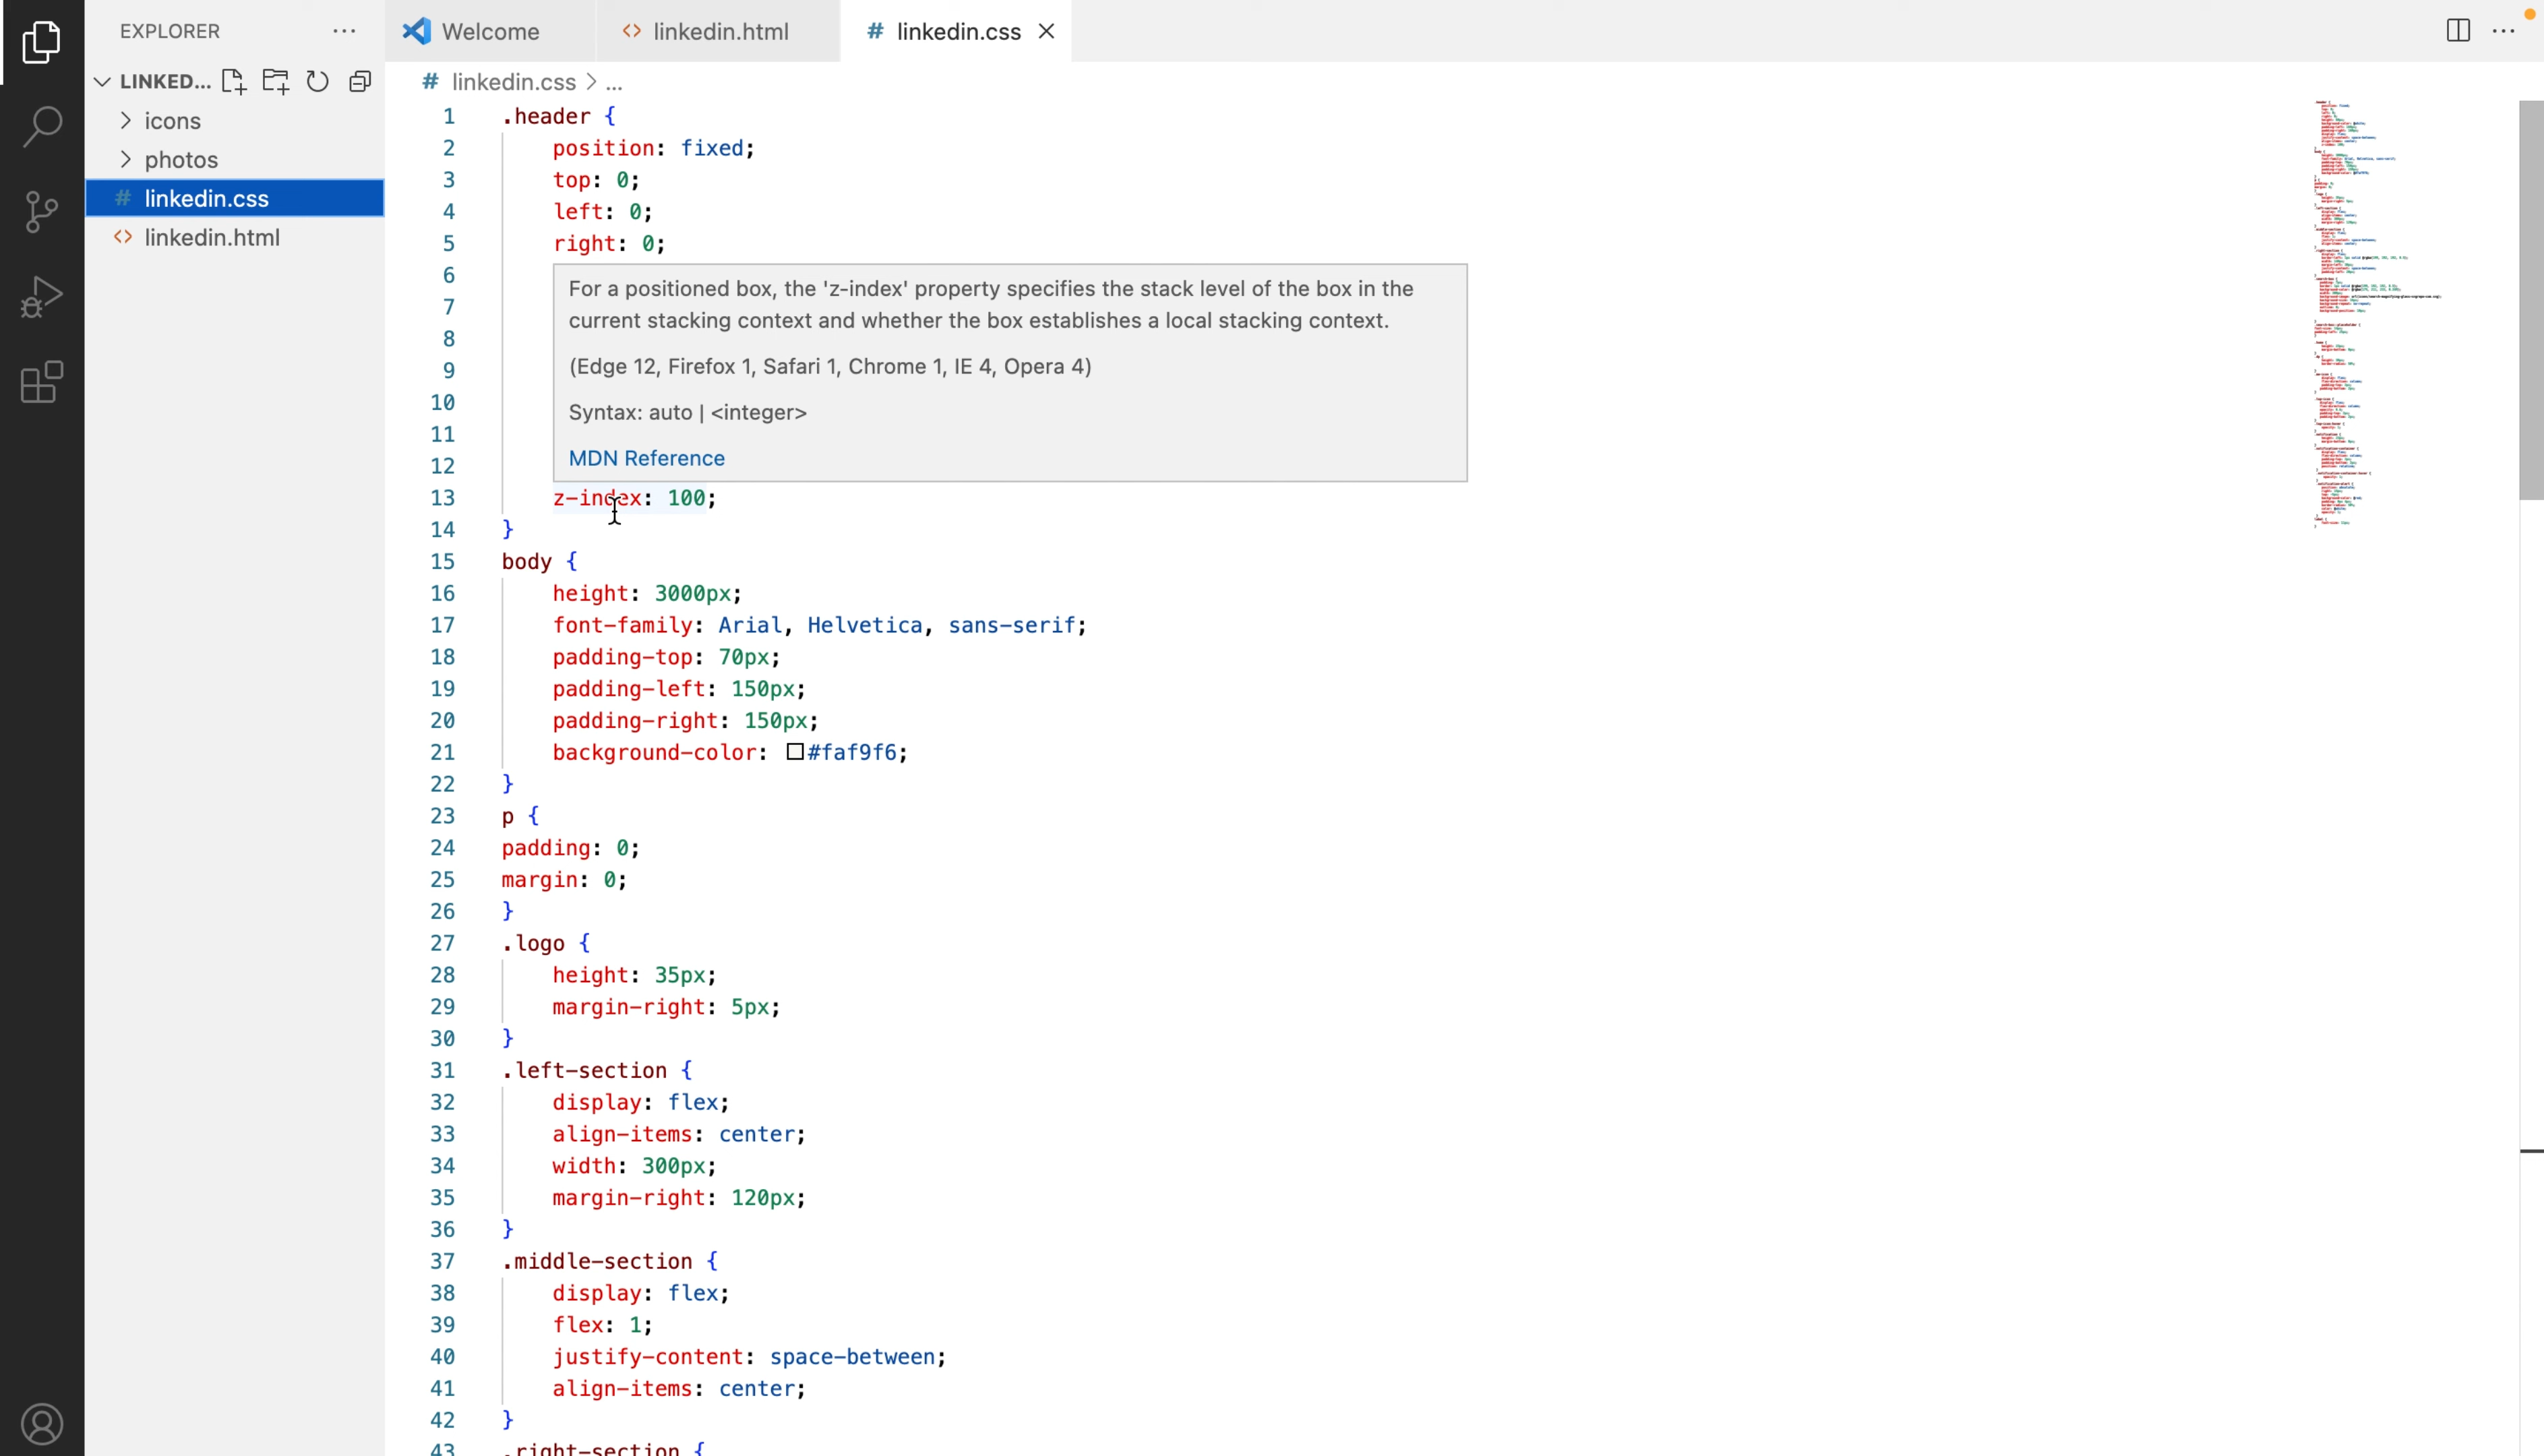 EXPLORER
LINKED...
icons
photos
# linkedin.css
<> linkedin.html
Welcome
<> linkedin.html
# linkedin.css
# linkedin.css > ...
1 .header {
2 position: fixed;
3 top: 0;
4 left: 0;
5 right: 0;
6
7
8
9
10
11
12
For a positioned box, the 'z-index' property specifies the stack level of the box in the
current stacking context and whether the box establishes a local stacking context.
(Edge 12, Firefox 1, Safari 1, Chrome 1, IE 4, Opera 4)
Syntax: auto | <integer>
MDN Reference
13 z-index: 100;
14 }
15 body {
16 height: 3000px;
17 font-family: Arial, Helvetica, sans-serif;
18 padding-top: 70px;
19 padding-left: 150px;
20 padding-right: 150px;
21 background-color: #faf9f6;
22 }
23 p {
24 padding: 0;
25 margin: 0;
26 }
27 .logo {
28 height: 35px;
29 margin-right: 5px;
30 }
31 .left-section {
32 display: flex;
33 align-items: center;
34 width: 300px;
35 margin-right: 120px;
36 }
37 .middle-section {
38 display: flex;
39 flex: 1;
40 justify-content: space-between;
41 align-items: center;
42 }
43 .right-section {